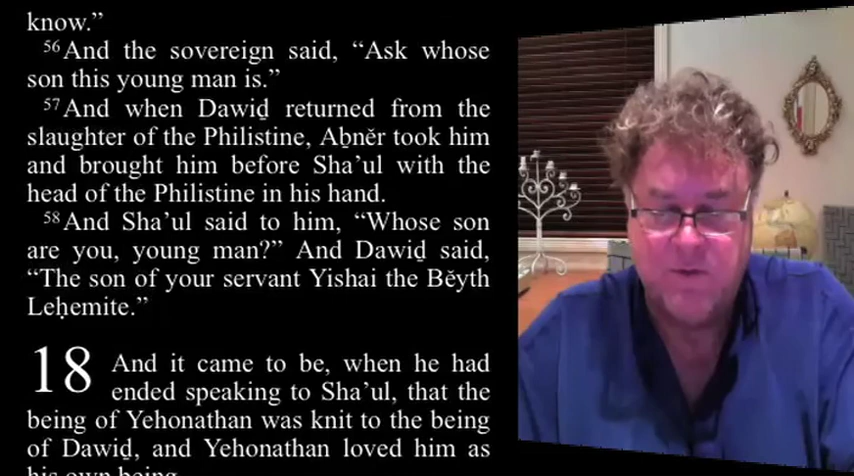 know.”
⁵⁶And the sovereign said, “Ask whose
son this young man is.”
⁵⁷And when Dawiḏ returned from the
slaughter of the Philistine, Aḇnĕr took him
and brought him before Sha’ul with the
head of the Philistine in his hand.
⁵⁸And Sha’ul said to him, “Whose son
are you, young man?” And Dawiḏ said,
“The son of your servant Yishai the Bĕyth
Leḥemite.”
18 And it came to be, when he had
ended speaking to Sha’ul, that the
being of Yehonathan was knit to the being
of Dawiḏ, and Yehonathan loved him as
his own being.